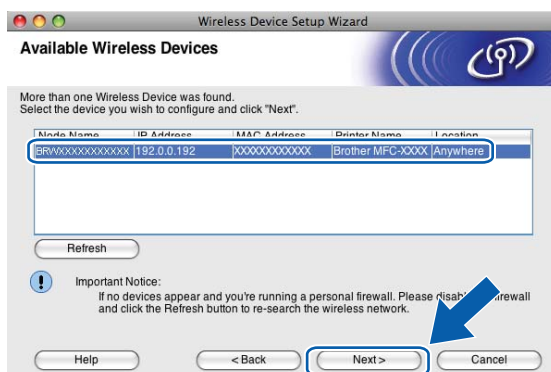 Wireless Device Setup Wizard
Available Wireless Devices
More than one Wireless Device was found.
Select the device you wish to configure and click "Next".
Node Name IP Address MAC Address Printer Name Location
BRWXXXXXXXXXXX 192.0.0.192 XXXXXXXXXXXX Brother MFC-XXXX Anywhere
Refresh
Important Notice:
If no devices appear and you're running a personal firewall. Please firewall
and click the Refresh button to re-search the wireless network.
Help < Back Next > Cancel